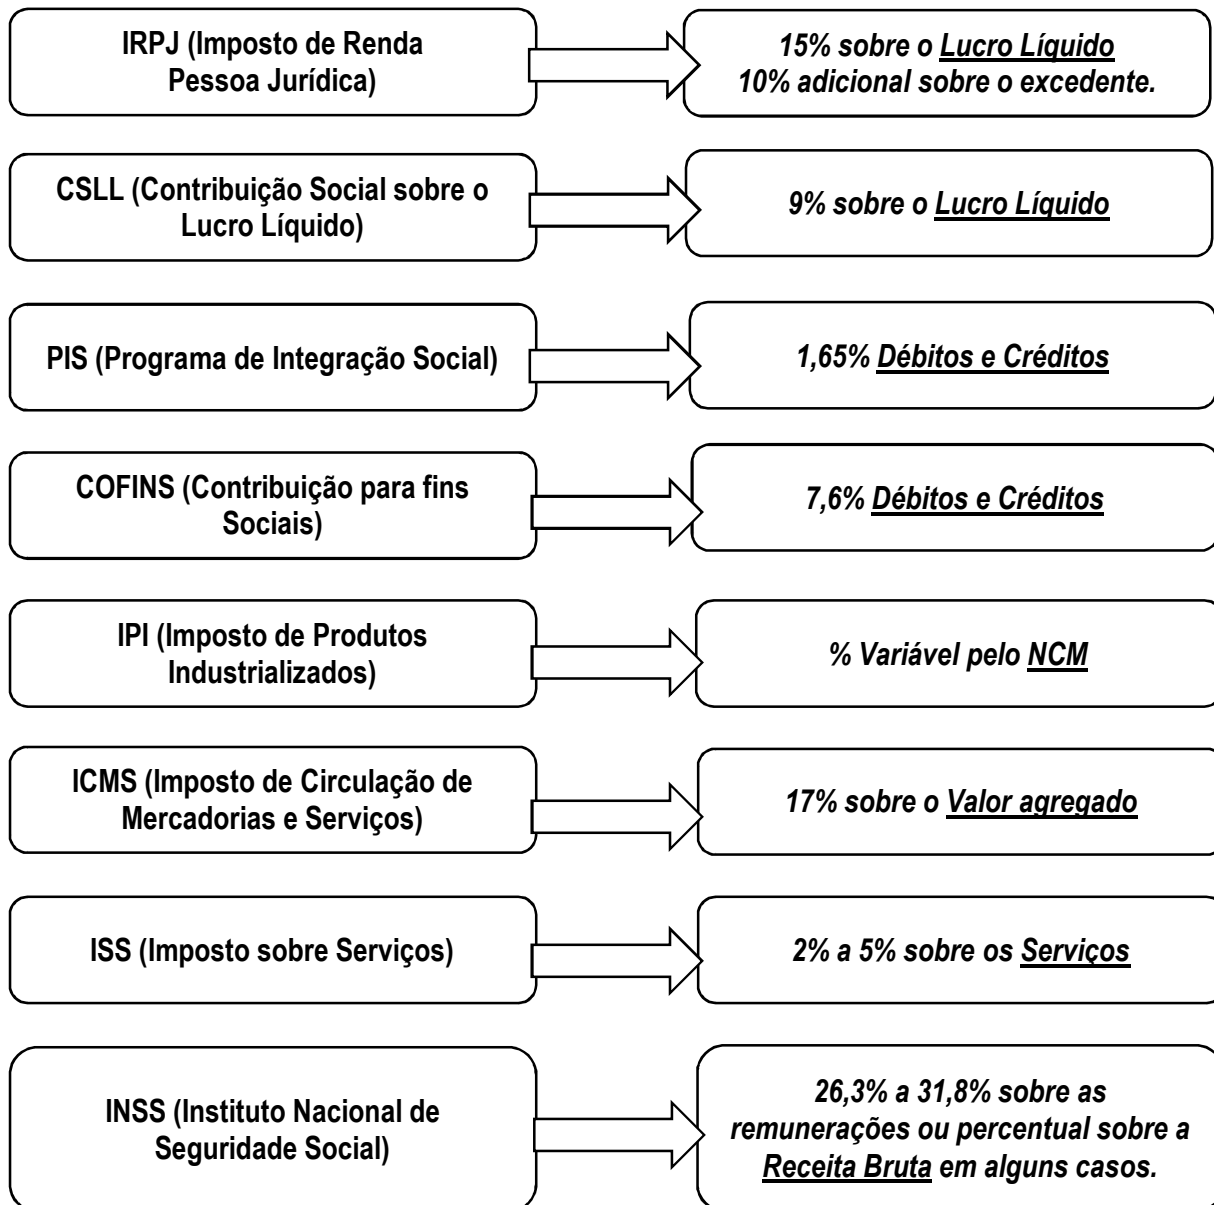 IRPJ (Imposto de Renda
Pessoa Jurídica)
15% sobre o Lucro Líquido
10% adicional sobre o excedente.
CSLL (Contribuição Social sobre o
Lucro Líquido)
9% sobre o Lucro Líquido
PIS (Programa de Integração Social)
1,65% Débitos e Créditos
COFINS (Contribuição para fins
Sociais)
7,6% Débitos e Créditos
IPI (Imposto de Produtos
Industrializados)
% Variável pelo NCM
ICMS (Imposto de Circulação de
Mercadorias e Serviços)
17% sobre o Valor agregado
ISS (Imposto sobre Serviços)
2% a 5% sobre os Serviços
INSS (Instituto Nacional de
Seguridade Social)
26,3% a 31,8% sobre as
remunerações ou percentual sobre a
Receita Bruta em alguns casos.